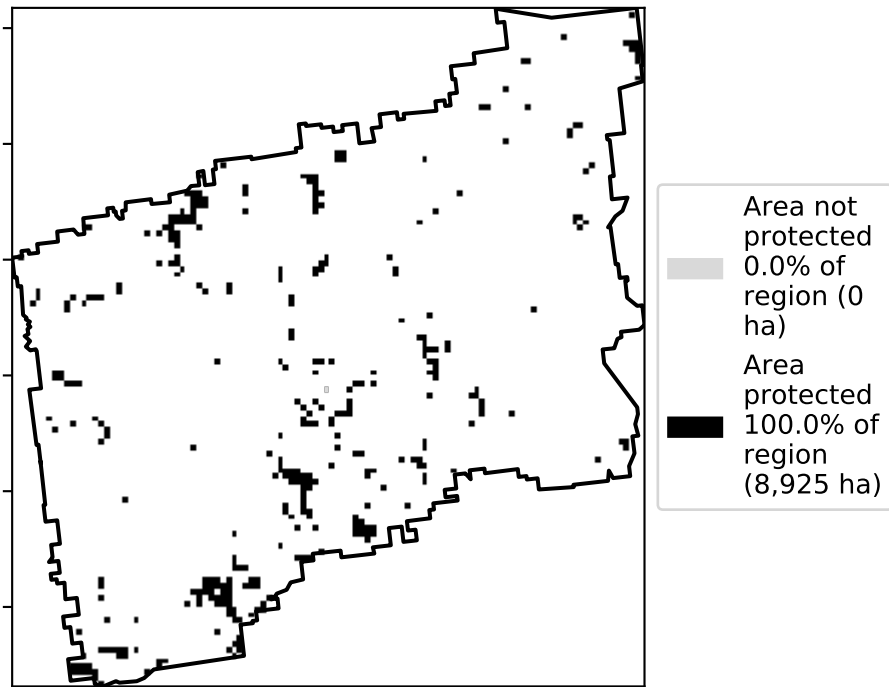 Area not
protected
0.0% of
region (0
ha)
Area
protected
100.0% of
region
(8,925 ha)